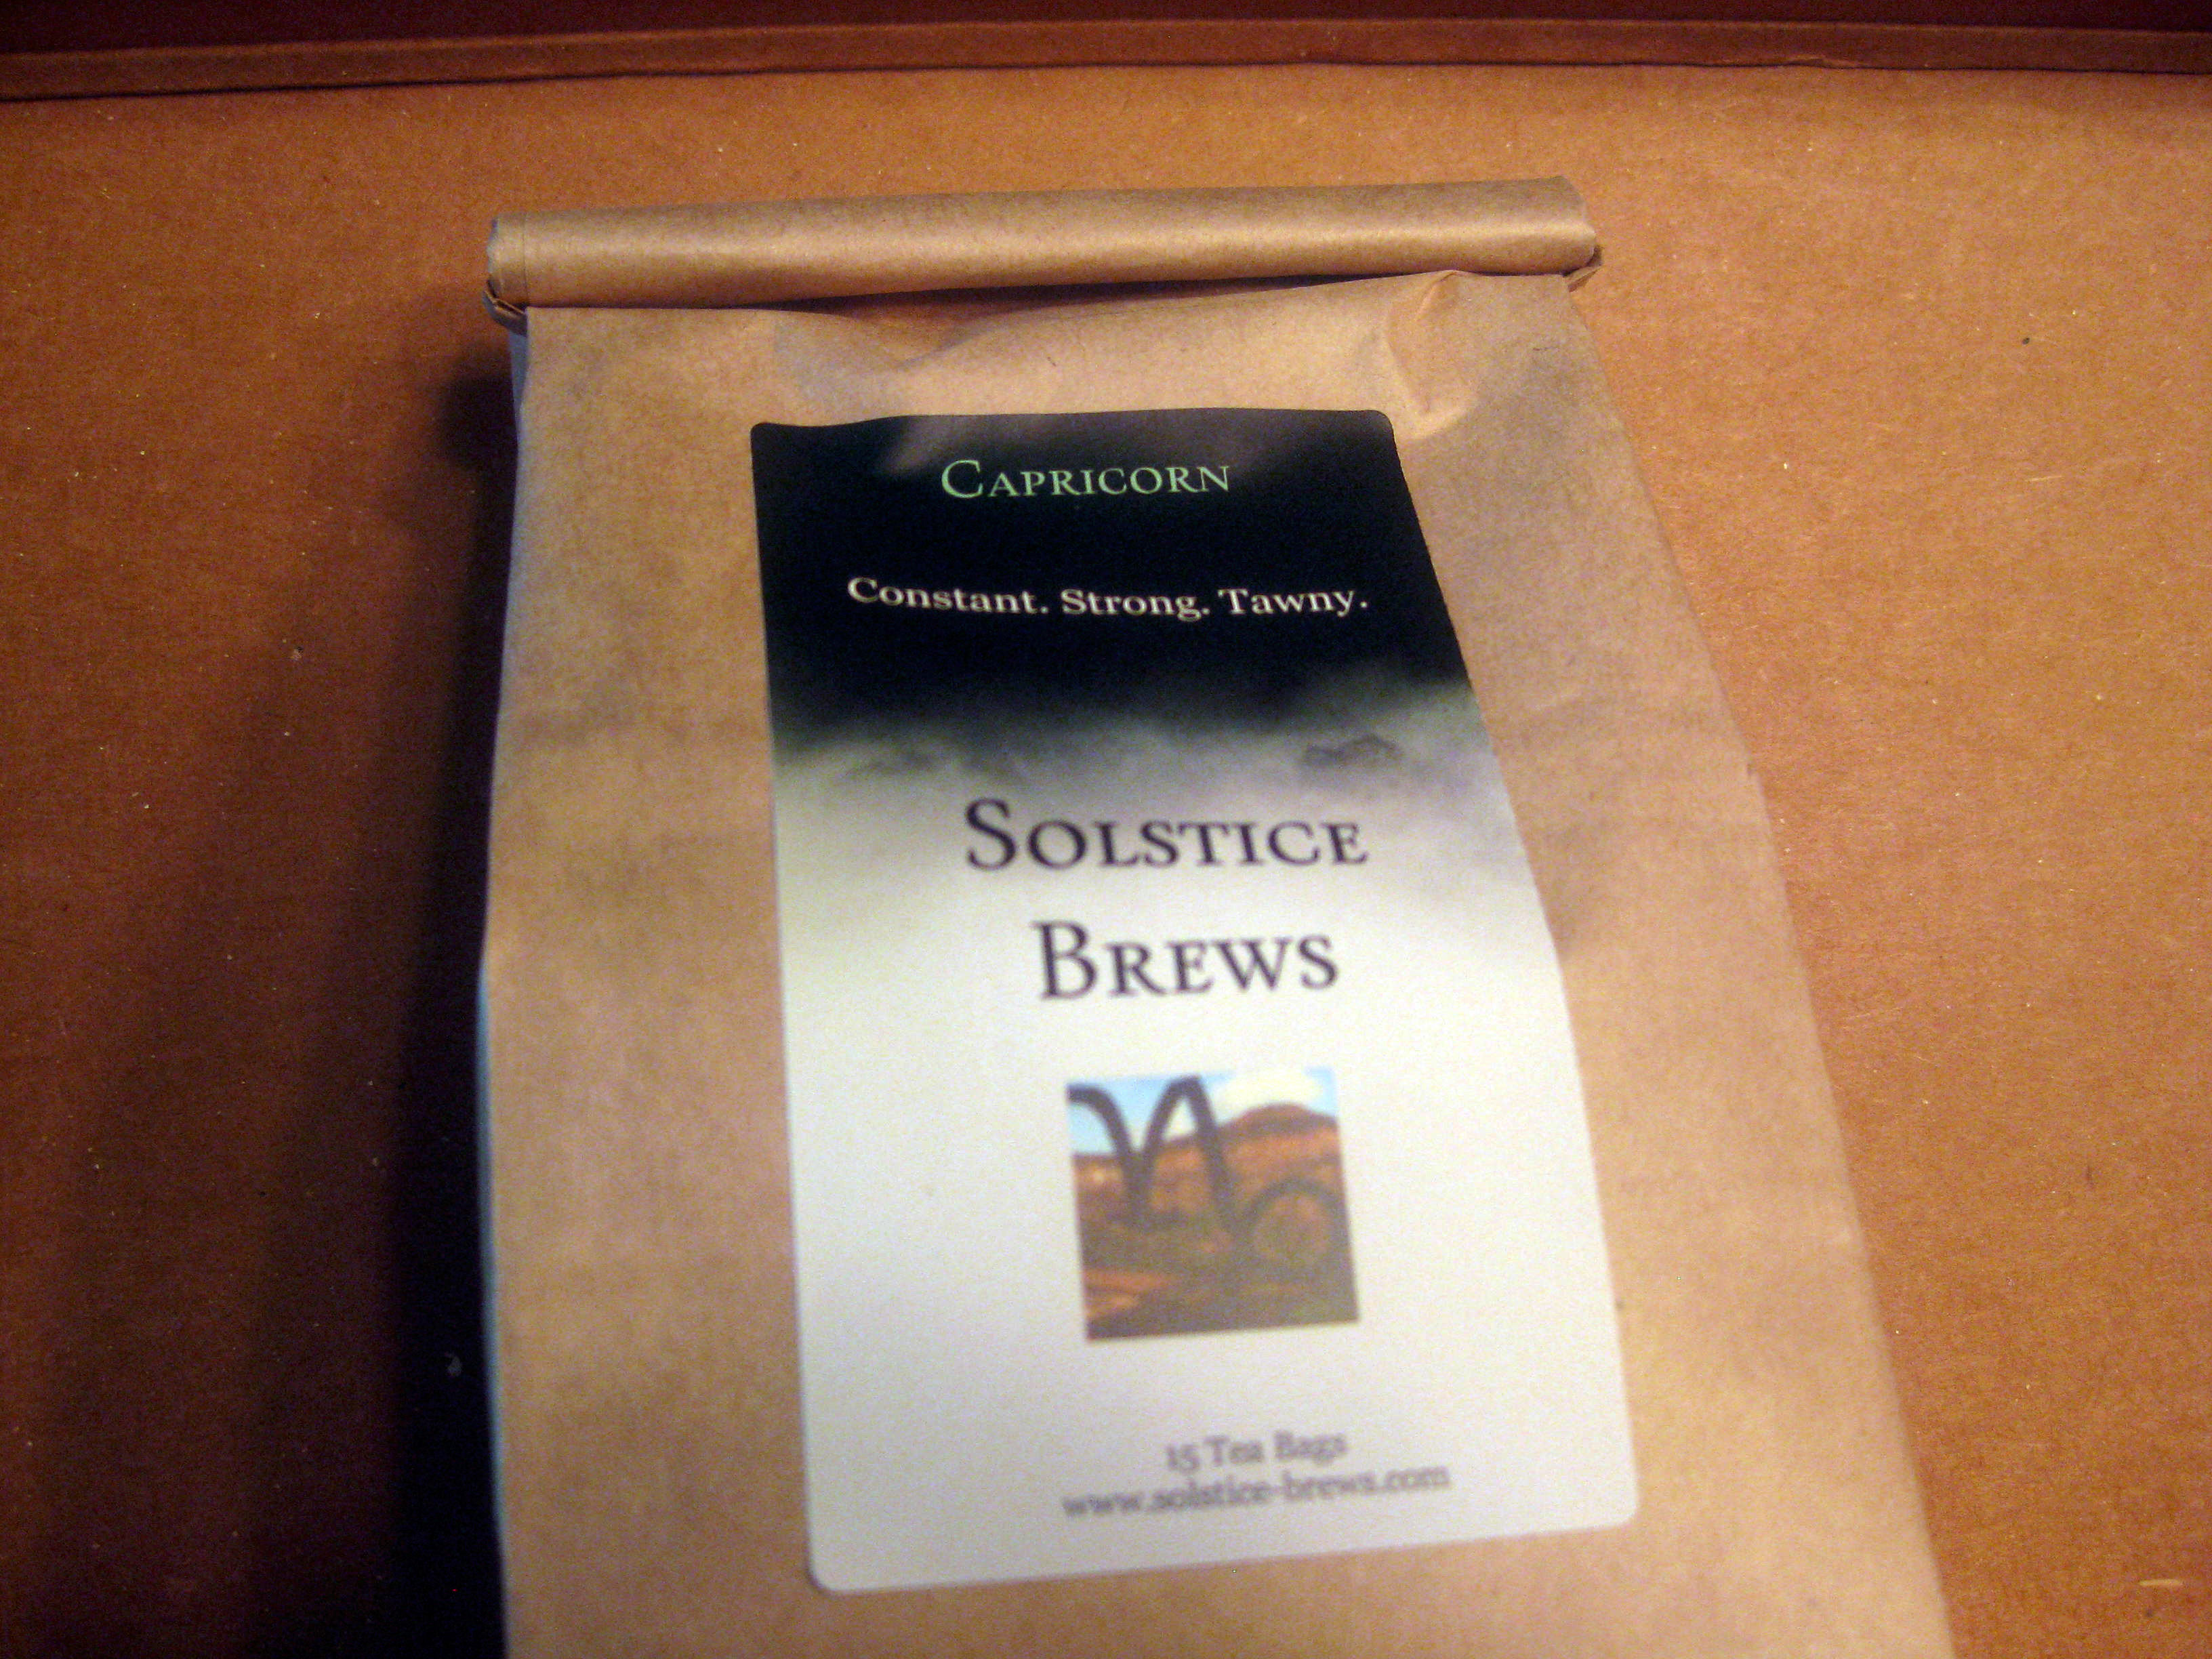 Capricorn
Constant. Strong. Tawny.
Solstice
Brews
15 Tea Bags
www.solstice-brews.com